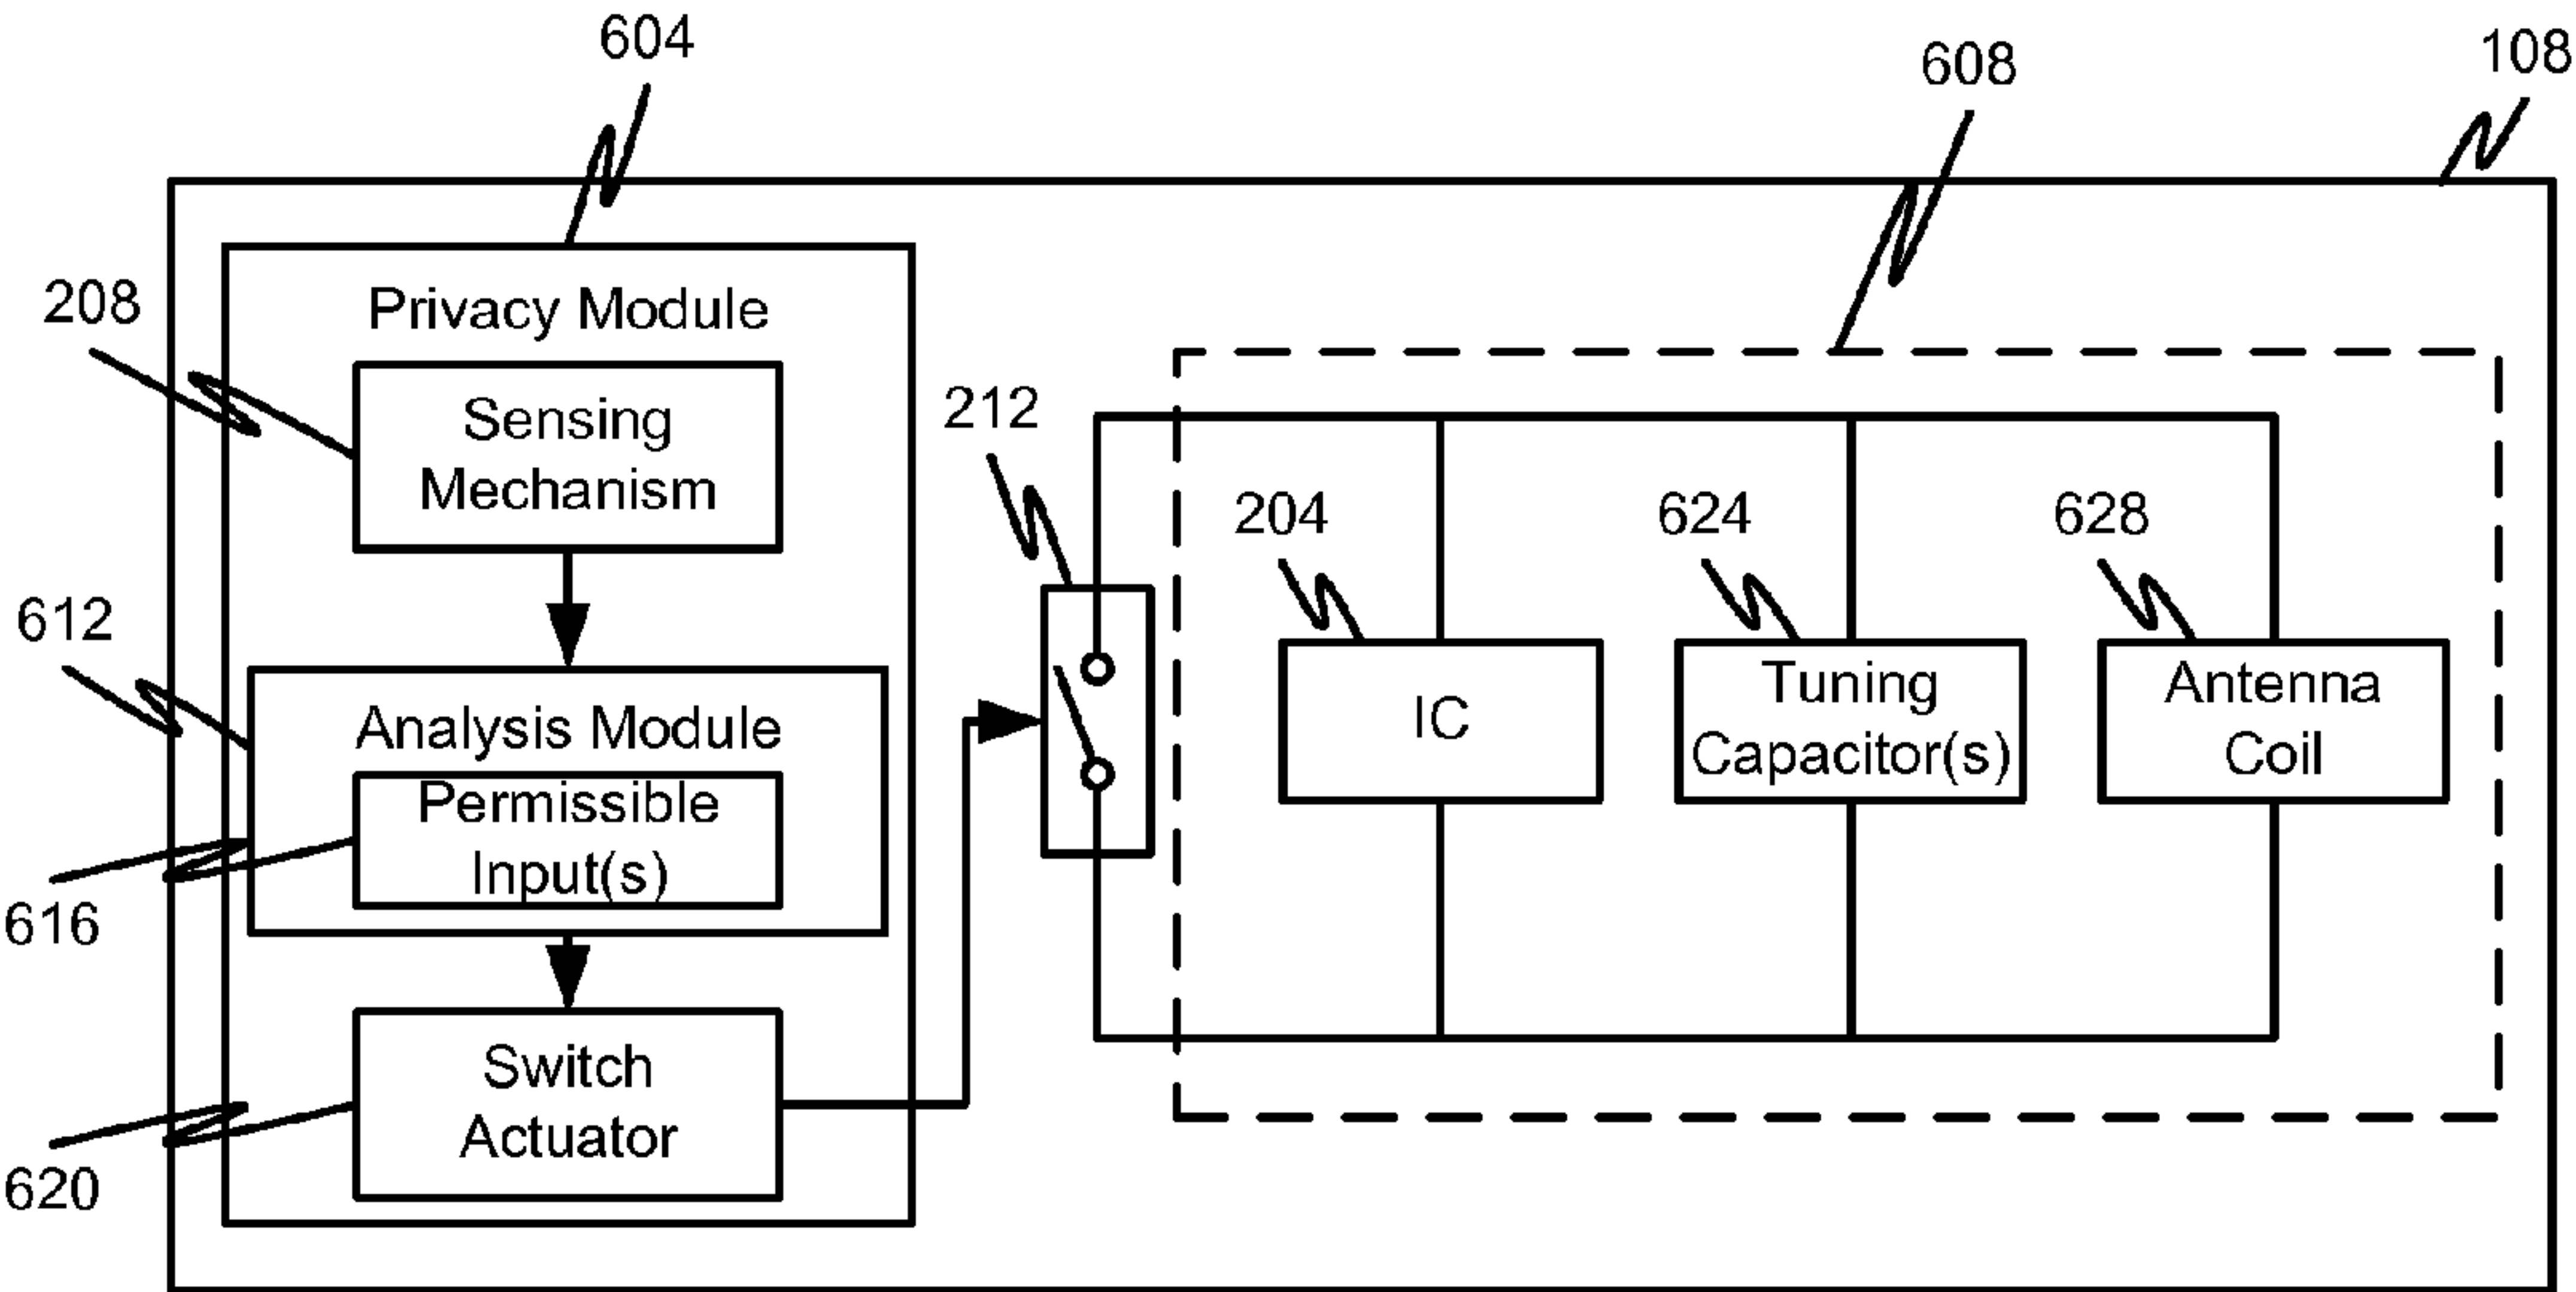 604
608
108
208
Privacy Module
Sensing
Mechanism
212
204
624
628
612
Analysis Module
Permissible
Input(s)
IC
Tuning
Capacitor(s)
Antenna
Coil
616
Switch
Actuator
620